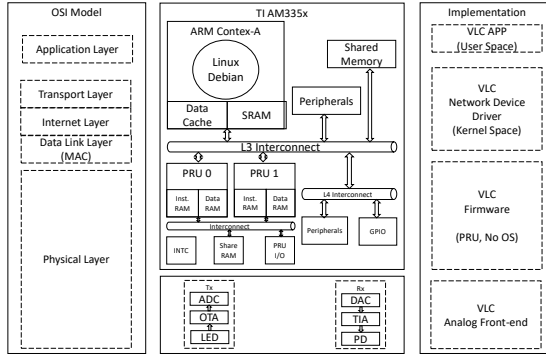 OSI Model
Application Layer
Transport Layer
Internet Layer
Data Link Layer
(MAC)
Physical Layer
TI AM335x
ARM Contex-A
Linux
Debian
Data
Cache
SRAM
Shared
Memory
Peripherals
L3 Interconnect
PRU 0
PRU 1
Inst.
RAM
Data
RAM
Inst.
RAM
Data
RAM
L4 Interconnect
Interconnect
INTC
Share
RAM
PRU
I/O
Peripherals
GPIO
Tx
ADC
OTA
LED
Rx
DAC
TIA
PD
Implementation
VLC APP
(User Space)
VLC
Network Device
Driver
(Kernel Space)
VLC
Firmware
(PRU, No OS)
VLC
Analog Front-end